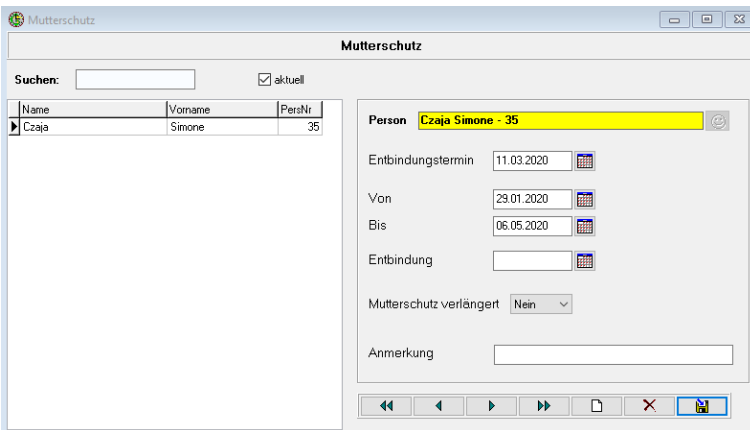 Mutterschutz
Mutterschutz
Suchen:
aktuell
Name Vorname PersNr
Czaja Simone 35
Person Czaja Simone - 35
Entbindungstermin 11.03.2020
Von 29.01.2020
Bis 06.05.2020
Entbindung
Mutterschutz verlängert Nein
Anmerkung